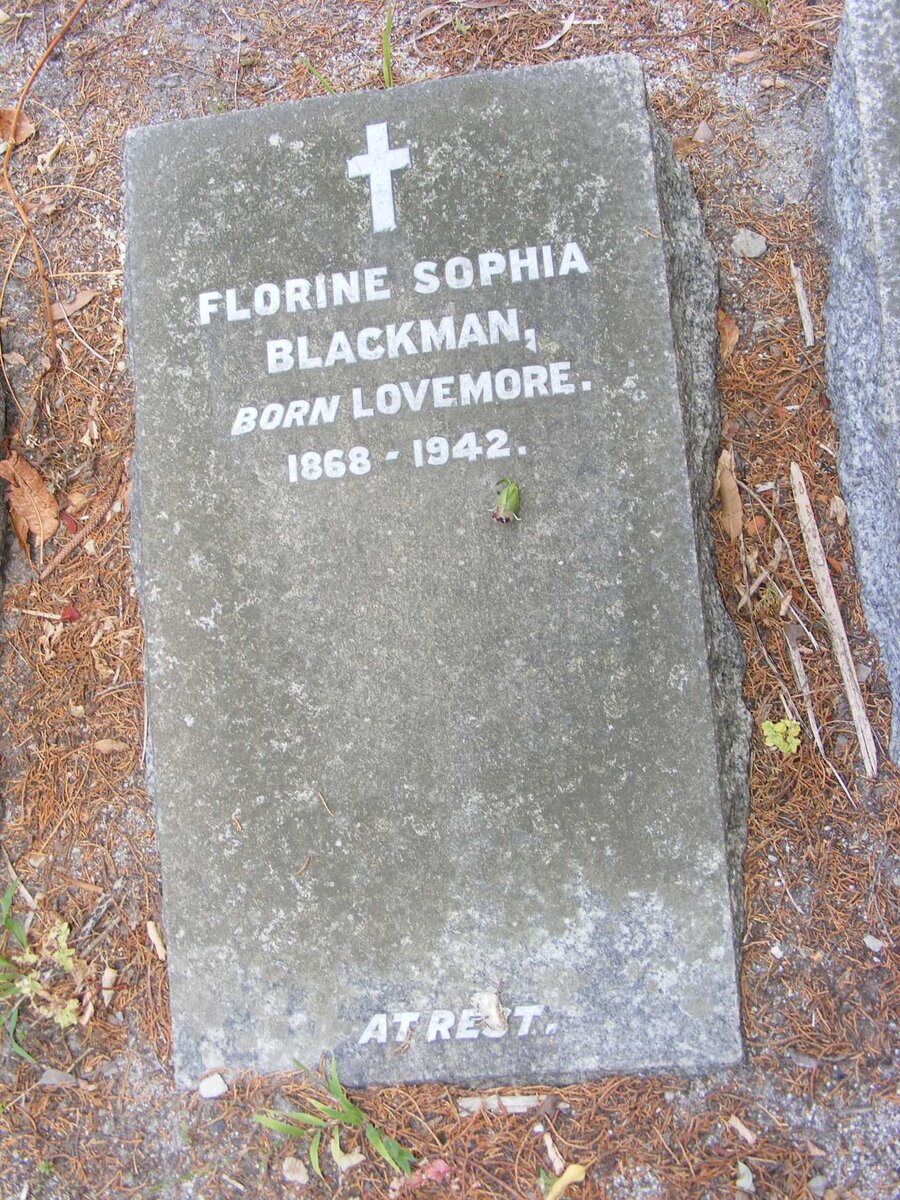 FLORINE SOPHIA
BLACKMAN,
BORN LOVEMORE.
1868 - 1942.
AT REST.